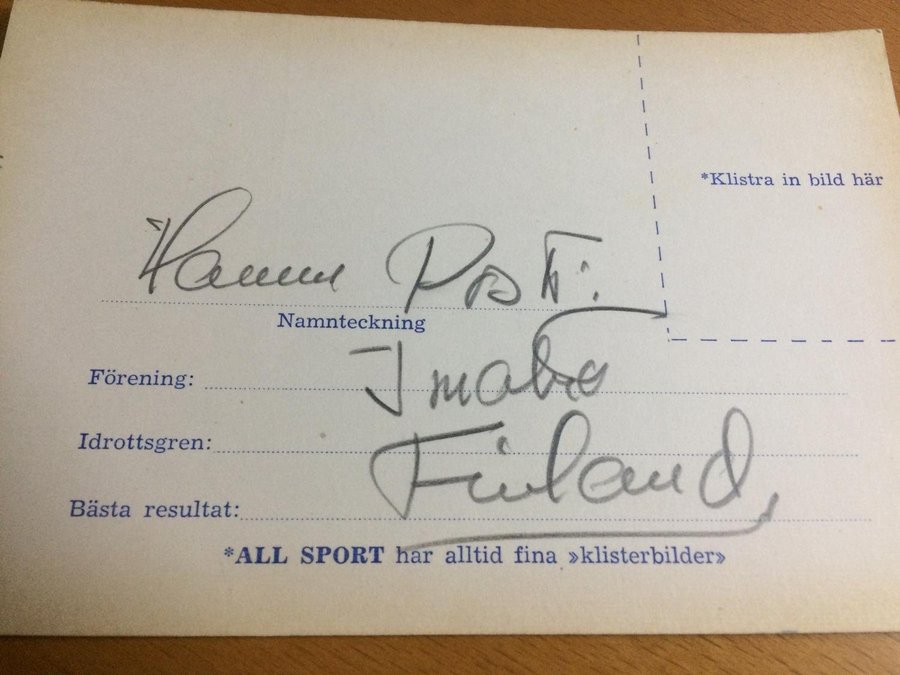 *Klistra in bild här
Hannu Posti
Namnteckning
Förening: Imatra
Idrottsgren: Finland
Bästa resultat:
*ALL SPORT har alltid fina »klisterbilder»